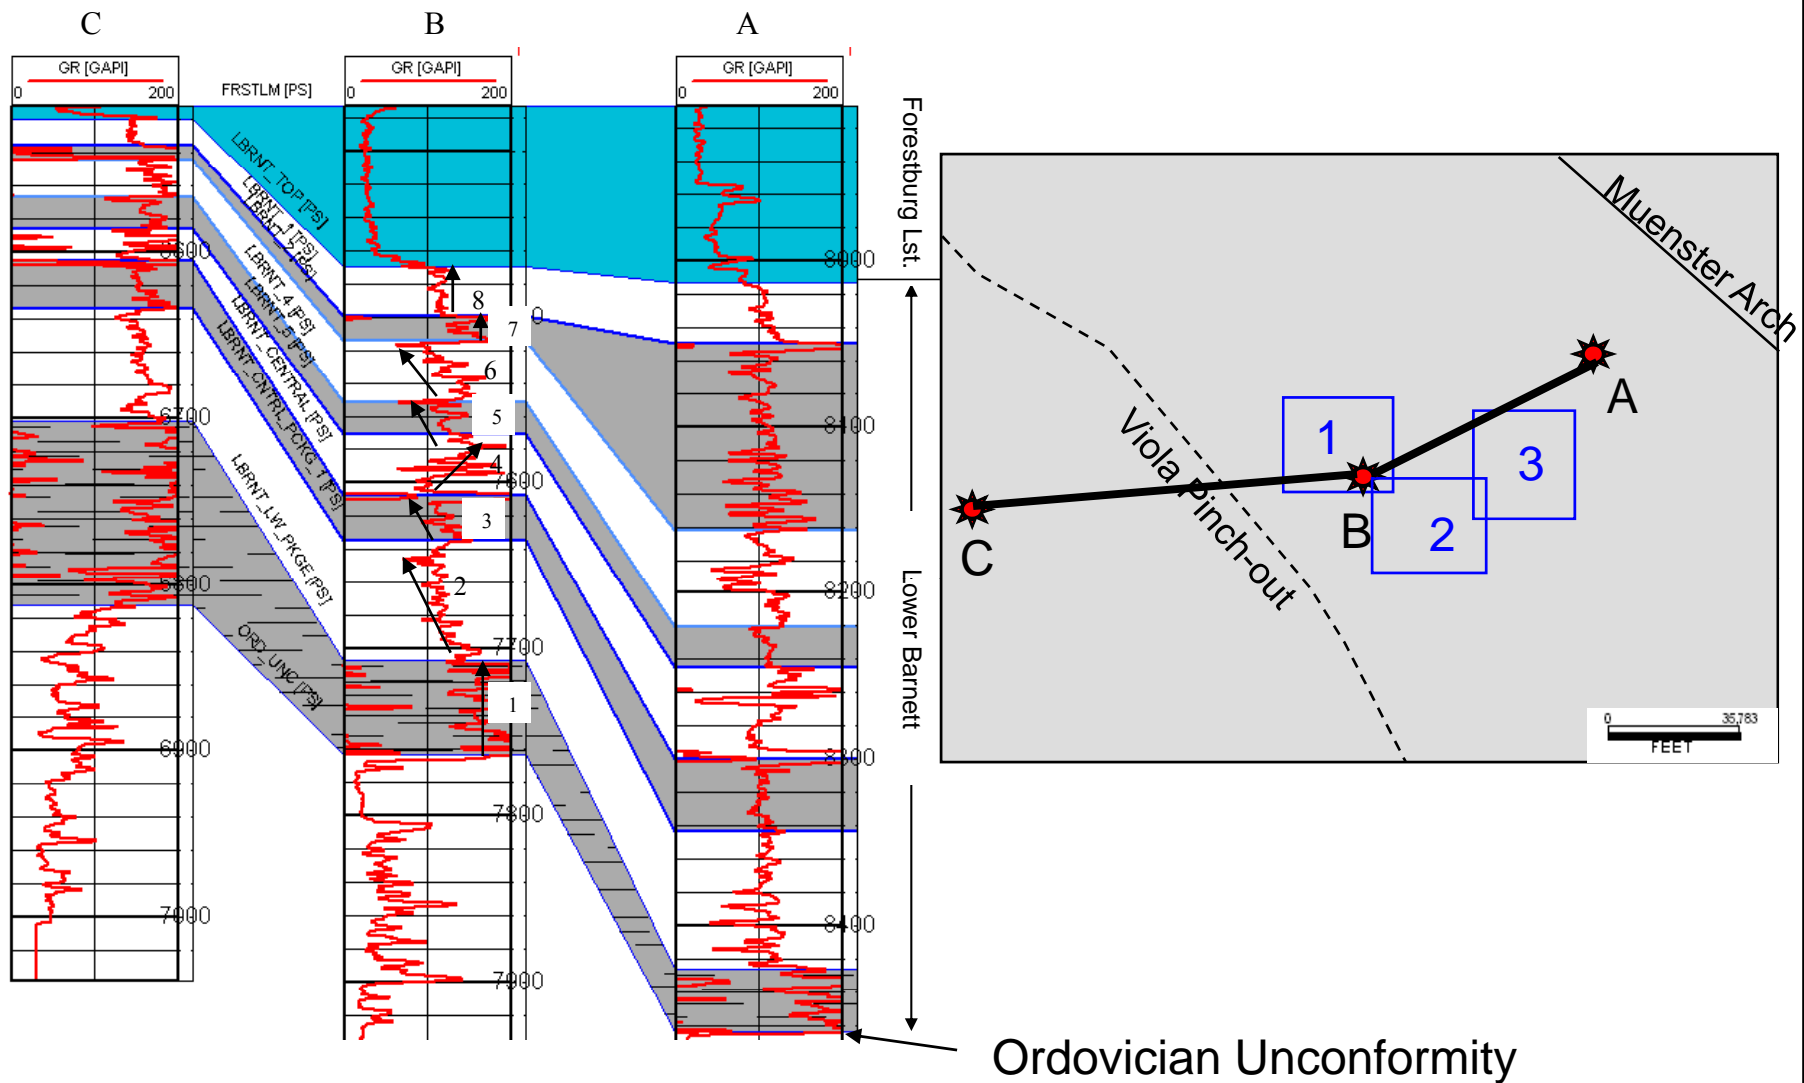 C
B
A
GR [GAPI]
0 200
FRSTLM [PS]
GR [GAPI]
0 200
GR [GAPI]
0 200
LBRNT_TOP [PS]
LBRNT_1 [PS]
LBRNT_2 [PS]
LBRNT_4 [PS]
LBRNT_5 [PS]
LBRNT_CENTRAL [PS]
LBRNT_CNTRL_PCKG_1 [PS]
LBRNT_LW_PKGE [PS]
ORD_UNC [PS]
6600
6700
6800
6900
7000
8
7
6
5
4
3
2
1
7600
7700
7800
7900
8000
8100
8200
8300
8400
Forestburg Lst.
Lower Barnett
Ordovician Unconformity
Muenster Arch
Viola Pinch-out
A
B
C
1
2
3
0 35,783
FEET